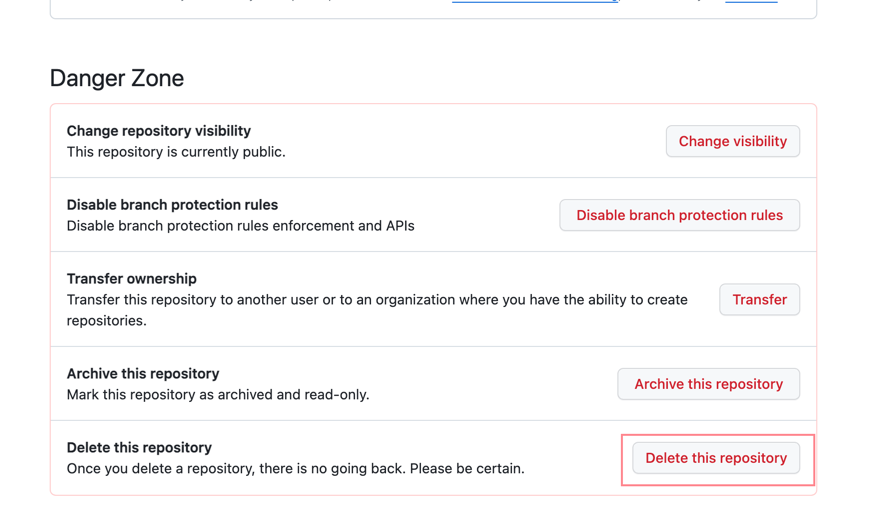 Danger Zone
Change repository visibility
This repository is currently public.
Change visibility
Disable branch protection rules
Disable branch protection rules enforcement and APIs
Disable branch protection rules
Transfer ownership
Transfer this repository to another user or to an organization where you have the ability to create
repositories.
Transfer
Archive this repository
Mark this repository as archived and read-only.
Archive this repository
Delete this repository
Once you delete a repository, there is no going back. Please be certain.
Delete this repository